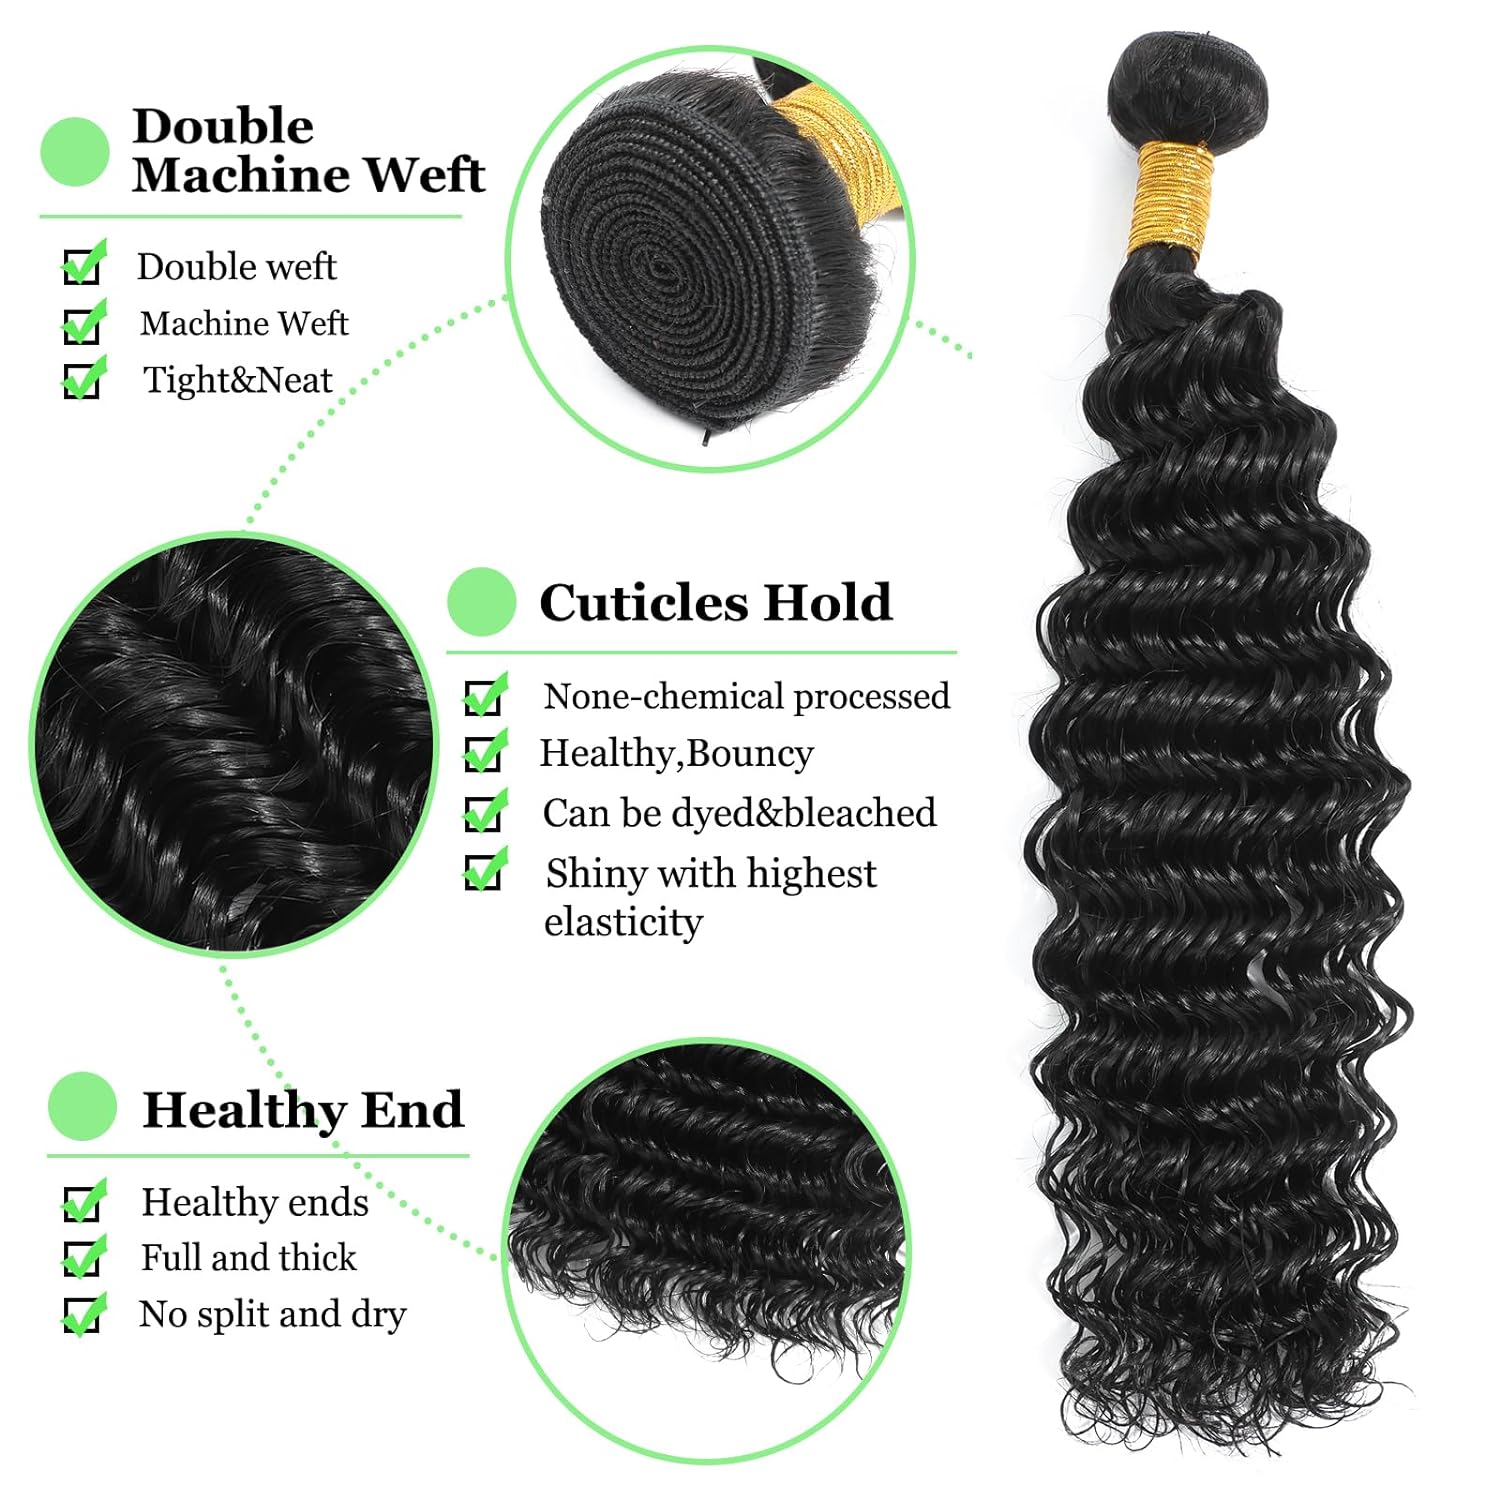 Double
Machine Weft
Double weft
Machine Weft
Tight&Neat
Cuticles Hold
None-chemical processed
Healthy,Bouncy
Can be dyed&bleached
Shiny with highest
elasticity
Healthy End
Healthy ends
Full and thick
No split and dry